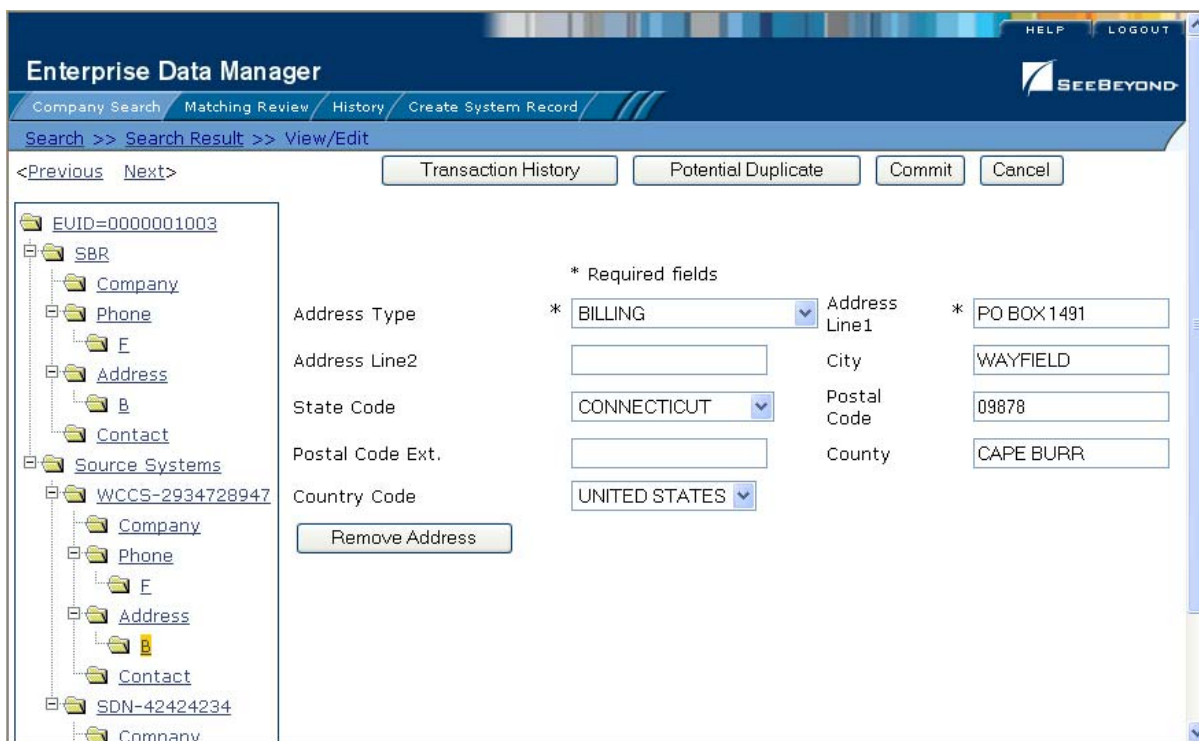 HELP LOGOUT
Enterprise Data Manager
SEEBEYOND
Company Search Matching Review History Create System Record
Search >> Search Result >> View/Edit
<Previous Next>
Transaction History Potential Duplicate Commit Cancel
EUID=0000001003
SBR
Company
Phone
F
Address
B
Contact
Source Systems
WCCS-2934728947
Company
Phone
F
Address
B
Contact
SDN-42424234
Company
* Required fields
Address Type * BILLING
Address Line1 * PO BOX 1491
Address Line2
City WAYFIELD
State Code CONNECTICUT
Postal Code 09878
Postal Code Ext.
County CAPE BURR
Country Code UNITED STATES
Remove Address